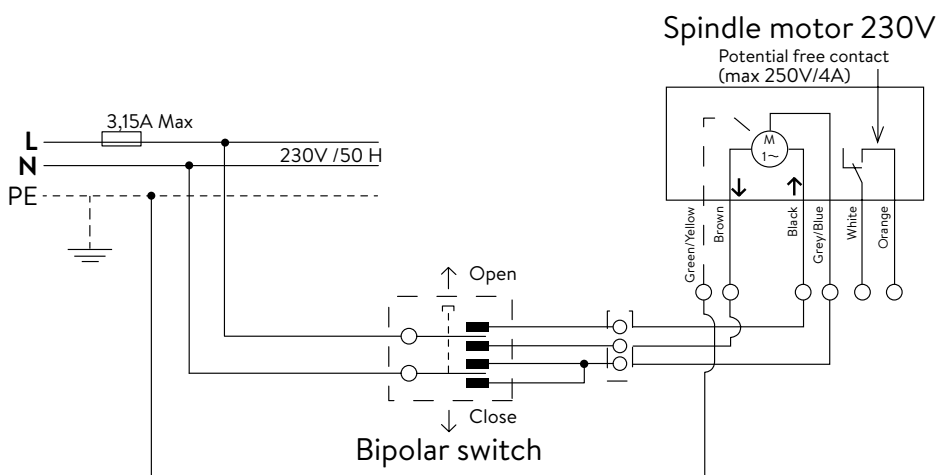 Spindle motor 230V
Potential free contact
(max 250V/4A)
3,15A Max
L
N
230V /50 H
PE
M
1~
Green/Yellow
Brown
Black
Grey/Blue
White
Orange
Open
Close
Bipolar switch